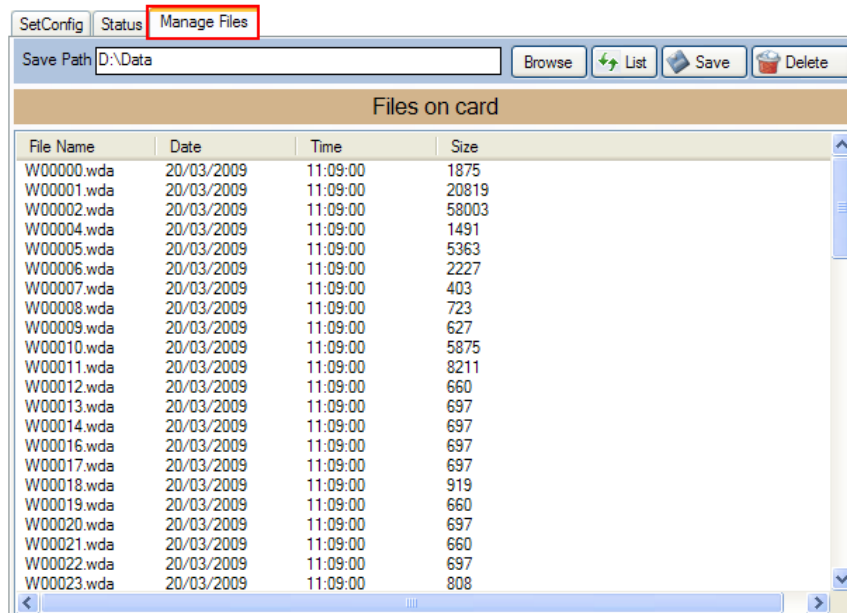 SetConfig Status Manage Files
Save Path D:\Data Browse List Save Delete
Files on card
File Name Date Time Size
W00000.wda 20/03/2009 11:09:00 1875
W00001.wda 20/03/2009 11:09:00 20819
W00002.wda 20/03/2009 11:09:00 58003
W00004.wda 20/03/2009 11:09:00 1491
W00005.wda 20/03/2009 11:09:00 5363
W00006.wda 20/03/2009 11:09:00 2227
W00007.wda 20/03/2009 11:09:00 403
W00008.wda 20/03/2009 11:09:00 723
W00009.wda 20/03/2009 11:09:00 627
W00010.wda 20/03/2009 11:09:00 5875
W00011.wda 20/03/2009 11:09:00 8211
W00012.wda 20/03/2009 11:09:00 660
W00013.wda 20/03/2009 11:09:00 697
W00014.wda 20/03/2009 11:09:00 697
W00016.wda 20/03/2009 11:09:00 697
W00017.wda 20/03/2009 11:09:00 697
W00018.wda 20/03/2009 11:09:00 919
W00019.wda 20/03/2009 11:09:00 660
W00020.wda 20/03/2009 11:09:00 697
W00021.wda 20/03/2009 11:09:00 660
W00022.wda 20/03/2009 11:09:00 697
W00023.wda 20/03/2009 11:09:00 808